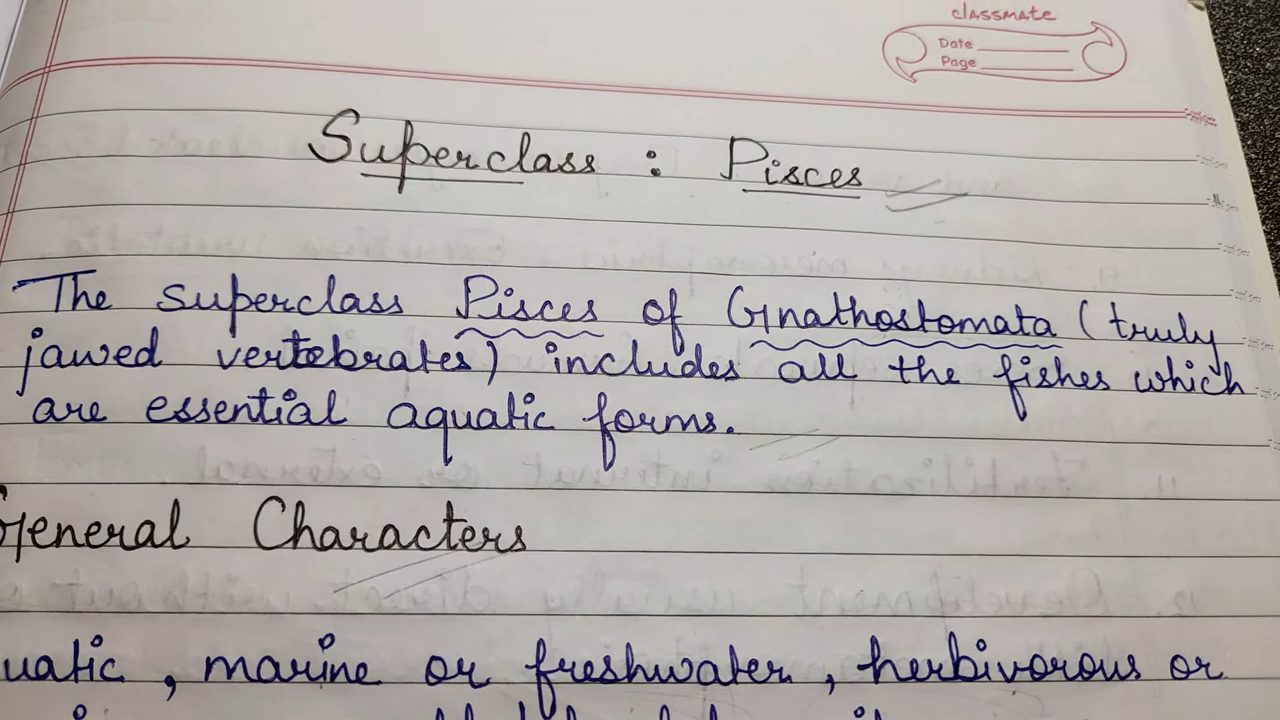 classmate
Date
Page
Superclass : Pisces
The superclass Pisces of Gnathostomata (truly
jawed vertebrates) includes all the fishes which
are essential aquatic forms.
General Characters
uatic, marine or freshwater, herbivorous or